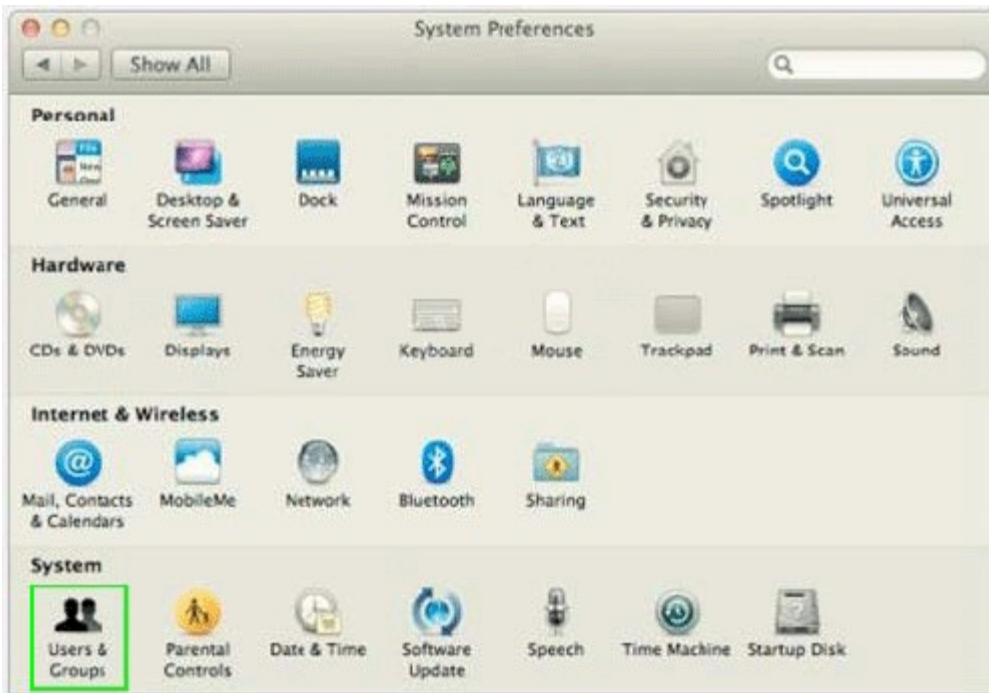 System Preferences
Show All
Personal
General
Desktop &
Screen Saver
Dock
Mission
Control
Language
& Text
Security
& Privacy
Spotlight
Universal
Access
Hardware
CDs & DVDs
Displays
Energy
Saver
Keyboard
Mouse
Trackpad
Print & Scan
Sound
Internet & Wireless
Mail, Contacts
& Calendars
MobileMe
Network
Bluetooth
Sharing
System
Users &
Groups
Parental
Controls
Date & Time
Software
Update
Speech
Time Machine
Startup Disk